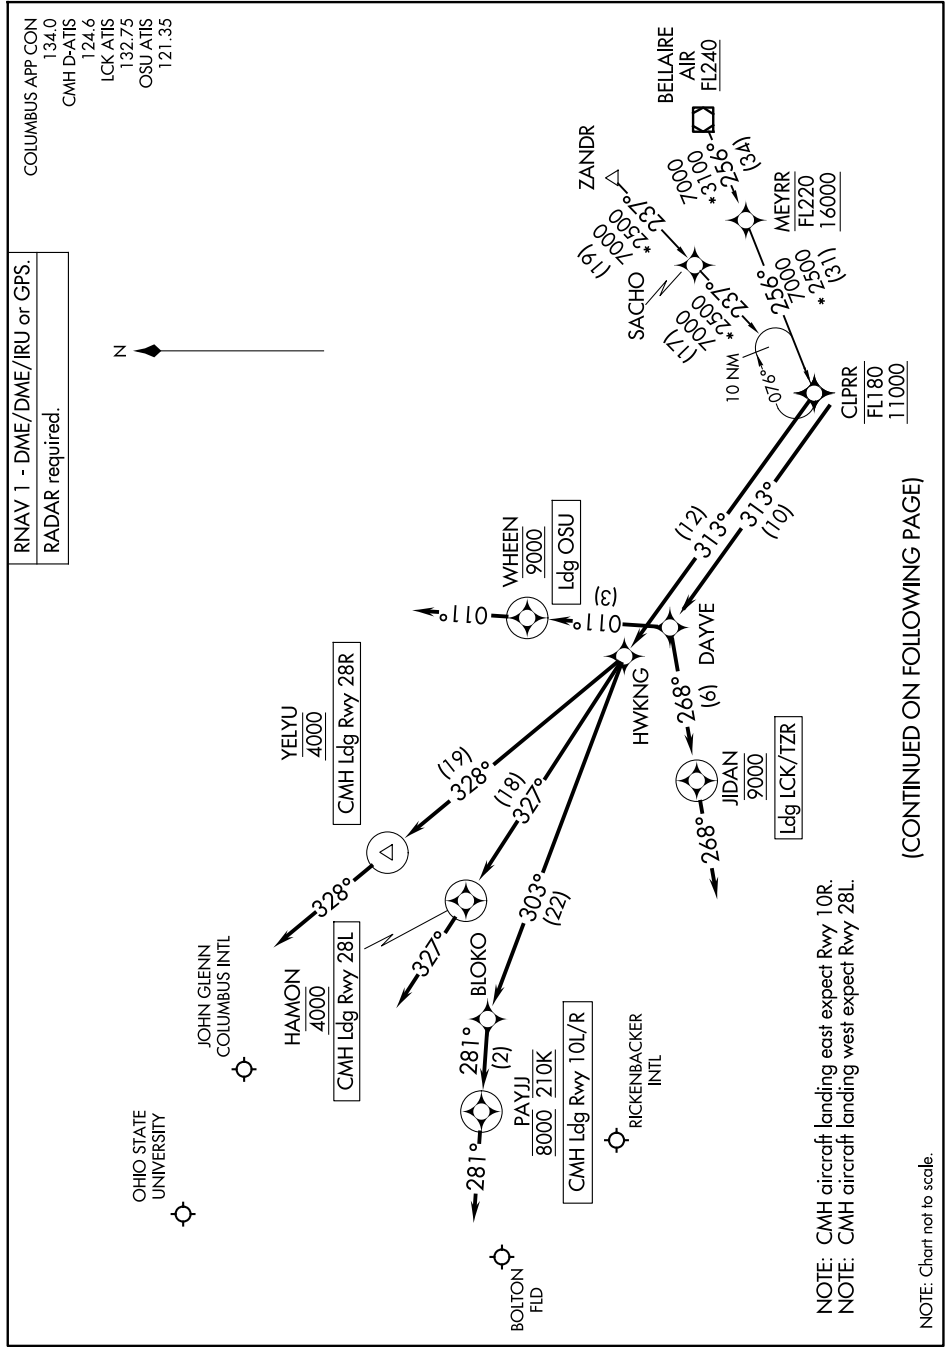 RNAV 1 - DME/DME/IRU or GPS.
RADAR required.
COLUMBUS APP CON
134.0
CMH D-ATIS
124.6
LCK ATIS
132.75
OSU ATIS
121.35
N
OHIO STATE
UNIVERSITY
JOHN GLENN
COLUMBUS INTL
BOLTON
FLD
RICKENBACKER
INTL
YELYU
4000
CMH Ldg Rwy 28R
328°
328°
(19)
HAMON
4000
CMH Ldg Rwy 28L
327°
327°
(18)
BLOKO
303°
(22)
281°
(2)
281°
PAYJJ
8000 210K
CMH Ldg Rwy 10L/R
WHEEN
9000
Ldg OSU
011°
011°
(3)
HWKNG
DAYVE
268°
(6)
268°
JIDAN
9000
Ldg LCK/TZR
(12)
313°
313°
(10)
CLPRR
FL180
11000
10 NM
076°
ZANDR
237°
*2500
7000
(19)
SACHO
237°
*2500
7000
(17)
BELLAIRE
AIR
FL240
7000
*3100
256°
(34)
MEYRR
FL220
16000
256°
7000
*2500
(31)
NOTE: CMH aircraft landing east expect Rwy 10R.
NOTE: CMH aircraft landing west expect Rwy 28L.
(CONTINUED ON FOLLOWING PAGE)
NOTE: Chart not to scale.